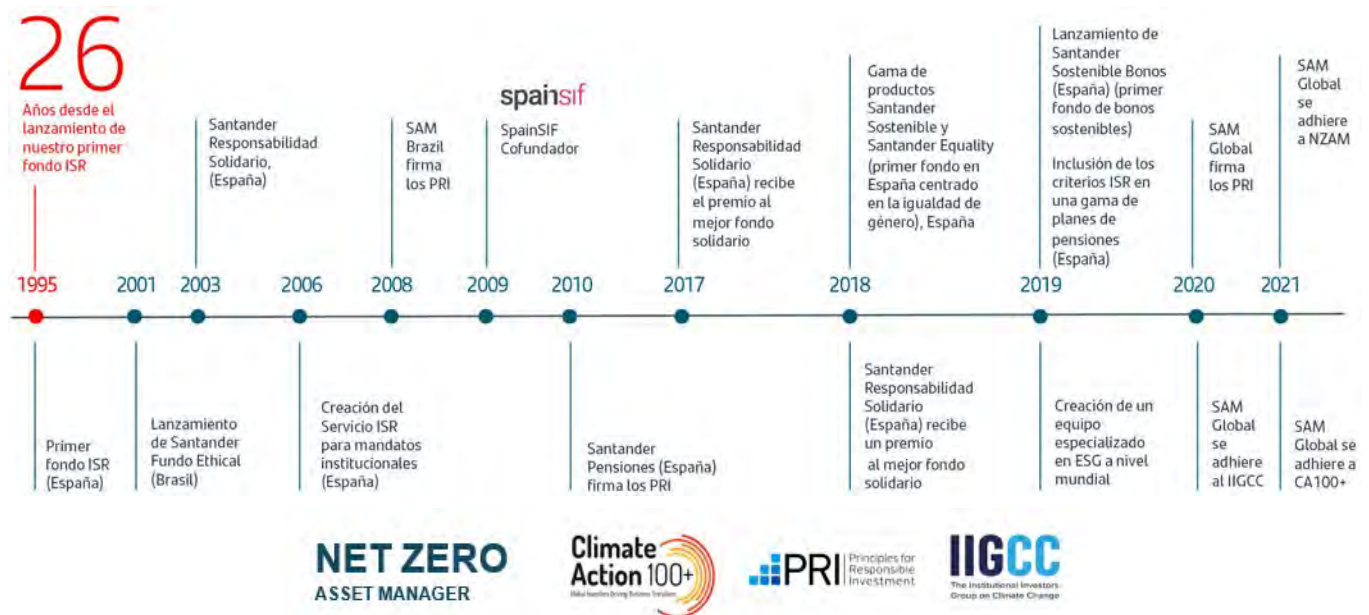 26
Años desde el
lanzamiento de
nuestro primer
fondo ISR
Santander
Responsabilidad
Solidario,
(España)
SAM
Brazil
firma
los PRI
spainsif
SpainSIF
Cofundador
Santander
Responsabilidad
Solidario
(España) recibe
el premio al
mejor fondo
solidario
Gama de
productos
Santander
Sostenible y
Santander Equality
(primer fondo en
España centrado
en la igualdad de
género), España
Lanzamiento de
Santander
Sostenible Bonos
(España) (primer
fondo de bonos
sostenibles)
Inclusión de los
criterios ISR en
una gama de
planes de
pensiones
(España)
SAM
Global
firma
los PRI
SAM
Global
se
adhiere
a NZAM
1995
2001
2003
2006
2008
2009
2010
2017
2018
2019
2020
2021
Primer
fondo ISR
(España)
Lanzamiento
de Santander
Fundo Ethical
(Brasil)
Creación del
Servicio ISR
para mandatos
institucionales
(España)
Santander
Pensiones (España)
firma los PRI
Santander
Responsabilidad
Solidario
(España) recibe
un premio
al mejor fondo
solidario
Creación de un
equipo
especializado
en ESG a nivel
mundial
SAM
Global
se
adhiere
al IIGCC
SAM
Global se
adhiere a
CA100+
NET ZERO
ASSET MANAGER
Climate
Action 100+
Global Investors Driving Business Transition
PRI
Principles for
Responsible
Investment
IIGCC
The Institutional Investors
Group on Climate Change